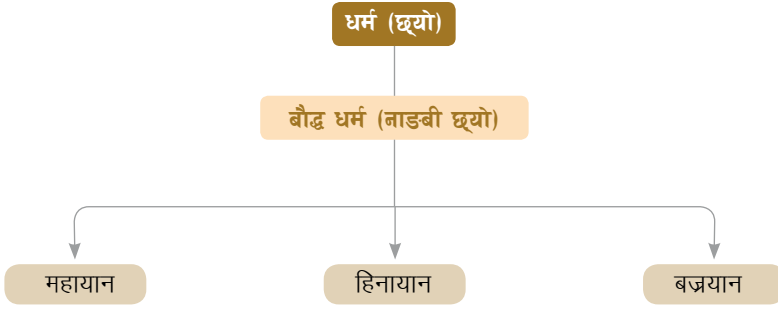 धर्म (छ्यो)
बौद्ध धर्म (नाङबी छ्यो)
महायान
हिनायान
बज्रयान